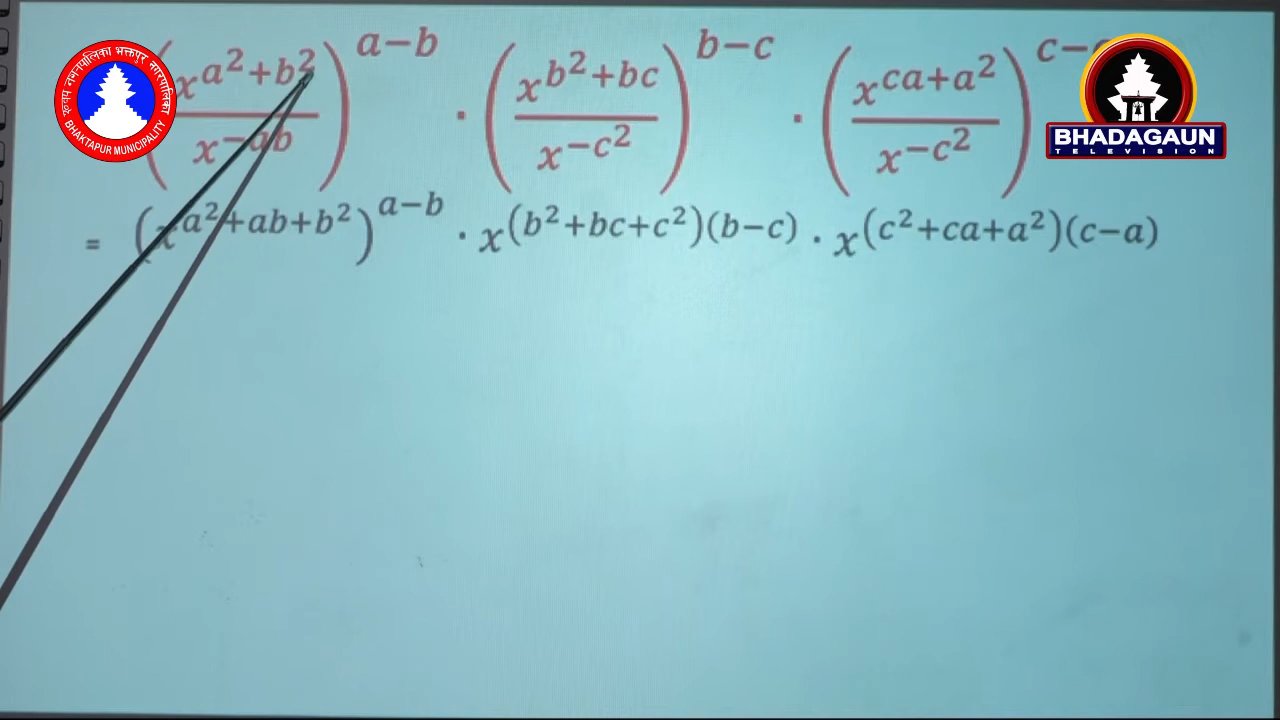 (x^{a^2+b^2}/x^{-ab})^{a-b} · (x^{b^2+bc}/x^{-c^2})^{b-c} · (x^{ca+a^2}/x^{-c^2})
= (x^{a^2+ab+b^2})^{a-b} · x^{(b^2+bc+c^2)(b-c)} · x^{(c^2+ca+a^2)(c-a)}
BHAKTAPUR MUNICIPALITY
BHADAGAUN
TELEVISION